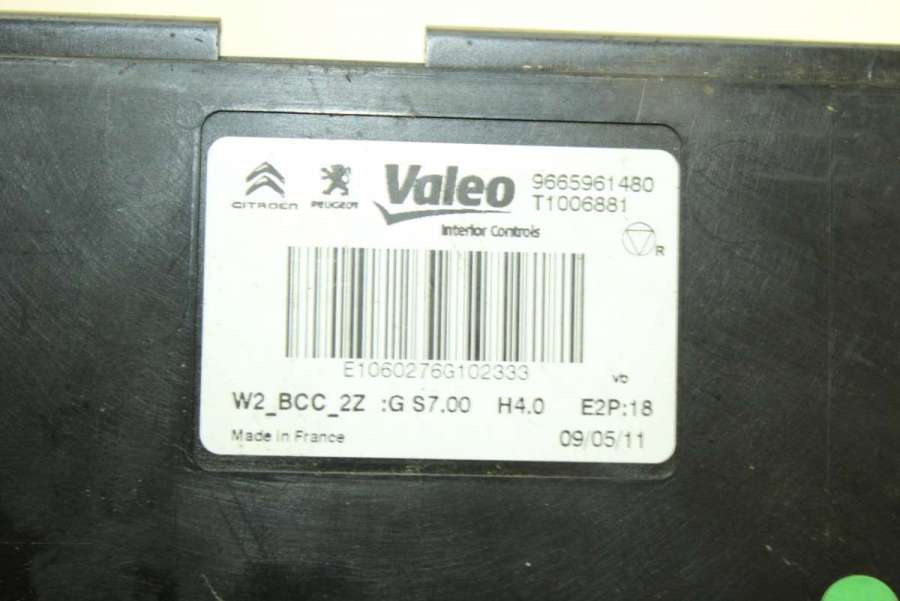 CITROËN PEUGEOT Valeo 9665961480
T1006881
Interior Controls
R
E1060276G102333
vb
W2_BCC_2Z :G S7.00 H4.0 E2P:18
Made in France 09/05/11